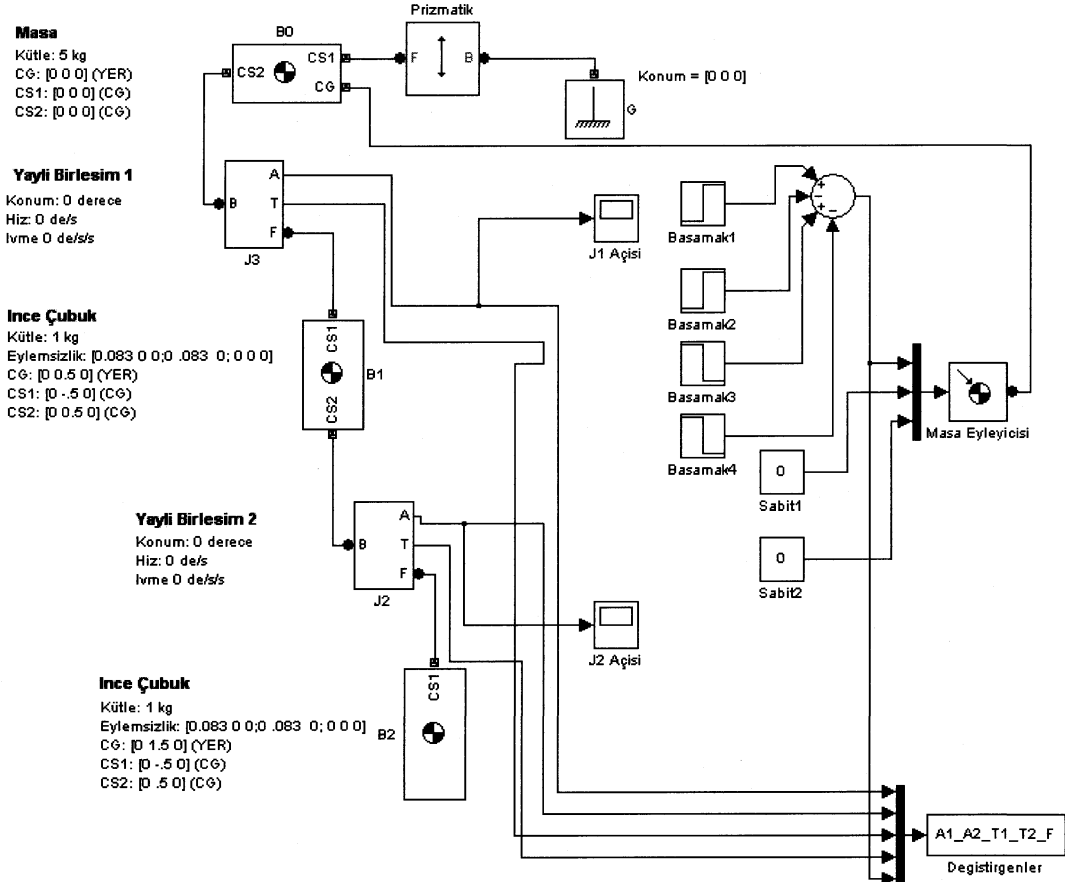 Prizmatik
Masa
Kütle: 5 kg
CG: [0 0 0] (YER)
CS1: [0 0 0] (CG)
CS2: [0 0 0] (CG)
B0
CS1
CS2
CG
F
B
G
Konum = [0 0 0]
Yayli Birlesim 1
Konum: 0 derece
Hiz: 0 de/s
Ivme 0 de/s/s
A
B
T
F
J3
J1 Açisi
Basamak1
+
-
+
-
Basamak2
Basamak3
Basamak4
Masa Eyleyicisi
0
Sabit1
0
Sabit2
Ince Çubuk
Kütle: 1 kg
Eylemsizlik: [0.083 0 0;0 .083 0; 0 0 0]
CG: [0 0.5 0] (YER)
CS1: [0 -.5 0] (CG)
CS2: [0 0.5 0] (CG)
CS1
B1
CS2
Yayli Birlesim 2
Konum: 0 derece
Hiz: 0 de/s
Ivme 0 de/s/s
A
B
T
F
J2
J2 Açisi
Ince Çubuk
Kütle: 1 kg
Eylemsizlik: [0.083 0 0;0 .083 0; 0 0 0]
CG: [0 1.5 0] (YER)
CS1: [0 -.5 0] (CG)
CS2: [0 .5 0] (CG)
CS1
B2
A1_A2_T1_T2_F
Degistirgenler